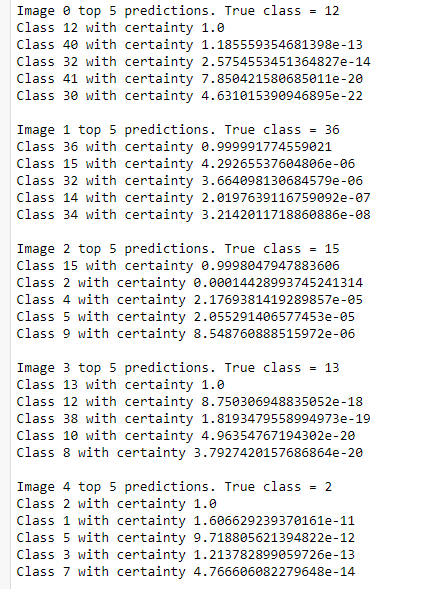 Image 0 top 5 predictions. True class = 12
Class 12 with certainty 1.0
Class 40 with certainty 1.185559354681398e-13
Class 32 with certainty 2.5754553451364827e-14
Class 41 with certainty 7.850421580685011e-20
Class 30 with certainty 4.631015390946895e-22
Image 1 top 5 predictions. True class = 36
Class 36 with certainty 0.999991774559021
Class 15 with certainty 4.29265537604806e-06
Class 32 with certainty 3.664098130684579e-06
Class 14 with certainty 2.0197639116759092e-07
Class 34 with certainty 3.2142011718860886e-08
Image 2 top 5 predictions. True class = 15
Class 15 with certainty 0.9998047947883606
Class 2 with certainty 0.00014428993745241314
Class 4 with certainty 2.1769381419289857e-05
Class 5 with certainty 2.055291406577453e-05
Class 9 with certainty 8.548760888515972e-06
Image 3 top 5 predictions. True class = 13
Class 13 with certainty 1.0
Class 12 with certainty 8.750306948835052e-18
Class 38 with certainty 1.8193479558994973e-19
Class 10 with certainty 4.96354767194302e-20
Class 8 with certainty 3.7927420157686864e-20
Image 4 top 5 predictions. True class = 2
Class 2 with certainty 1.0
Class 1 with certainty 1.606629239370161e-11
Class 5 with certainty 9.718805621394822e-12
Class 3 with certainty 1.213782899059726e-13
Class 7 with certainty 4.766606082279648e-14